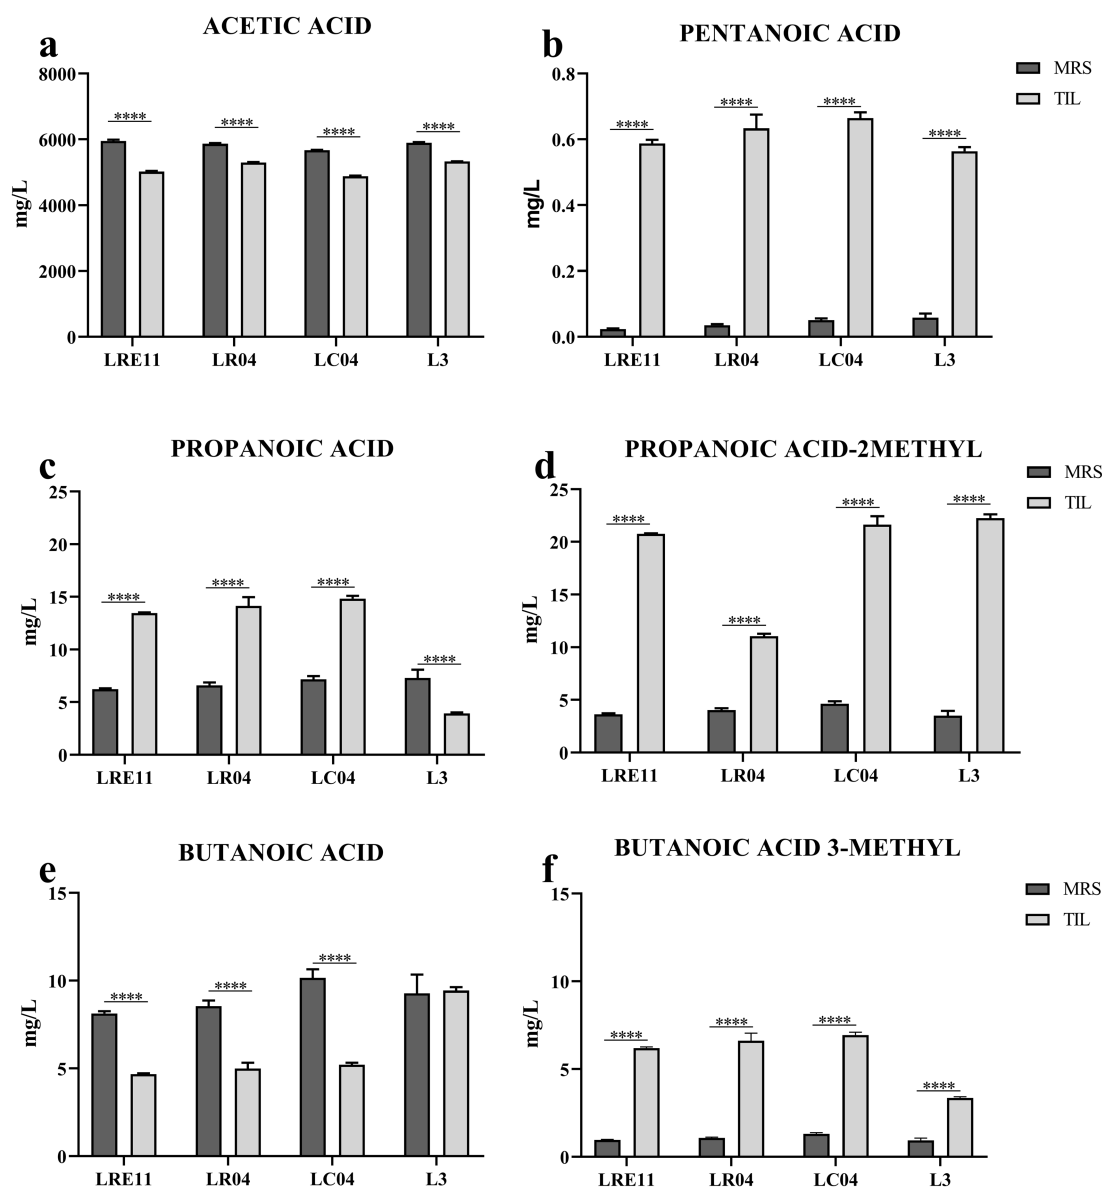 a
ACETIC ACID
mg/L
8000
6000
4000
2000
0
****
****
****
****
LRE11 LR04 LC04 L3
b
PENTANOIC ACID
mg/L
0.8
0.6
0.4
0.2
0.0
****
****
****
****
LRE11 LR04 LC04 L3
MRS
TIL
c
PROPANOIC ACID
mg/L
25
20
15
10
5
0
****
****
****
****
LRE11 LR04 LC04 L3
d
PROPANOIC ACID-2METHYL
mg/L
25
20
15
10
5
0
****
****
****
****
LRE11 LR04 LC04 L3
MRS
TIL
e
BUTANOIC ACID
mg/L
15
10
5
0
****
****
****
LRE11 LR04 LC04 L3
f
BUTANOIC ACID 3-METHYL
mg/L
15
10
5
0
****
****
****
****
LRE11 LR04 LC04 L3
MRS
TIL